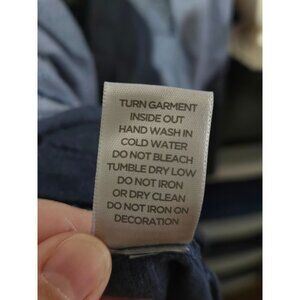 TURN GARMENT
INSIDE OUT
HAND WASH IN
COLD WATER
DO NOT BLEACH
TUMBLE DRY LOW
DO NOT IRON
OR DRY CLEAN
DO NOT IRON ON
DECORATION